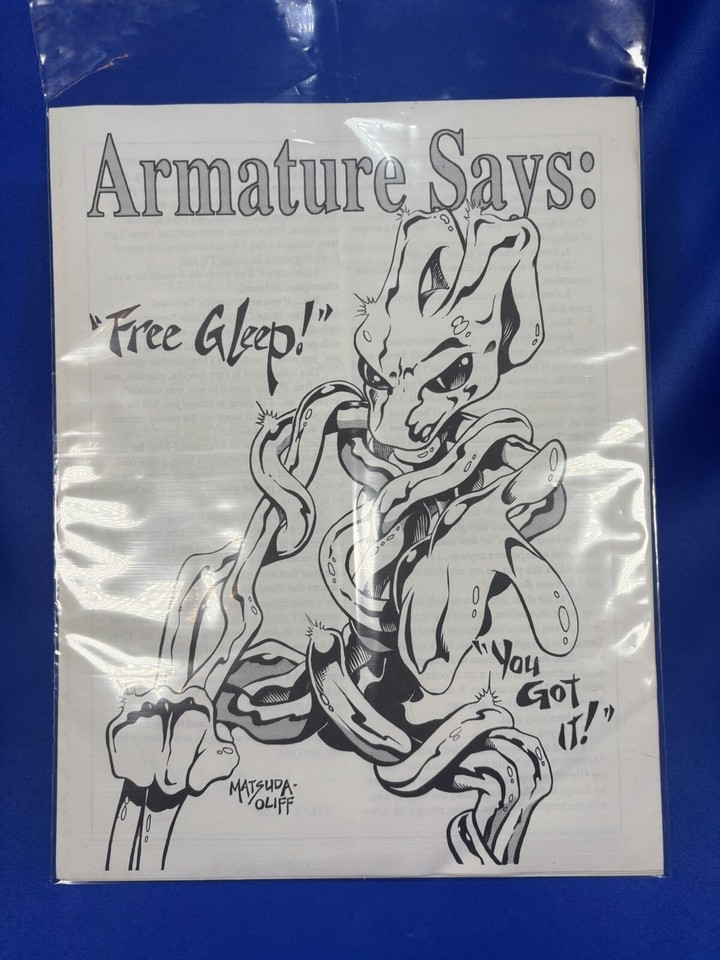 Armature Says:
"Free Gleep!"
"You
Got
it!"
MATSUDA-
OLIFF